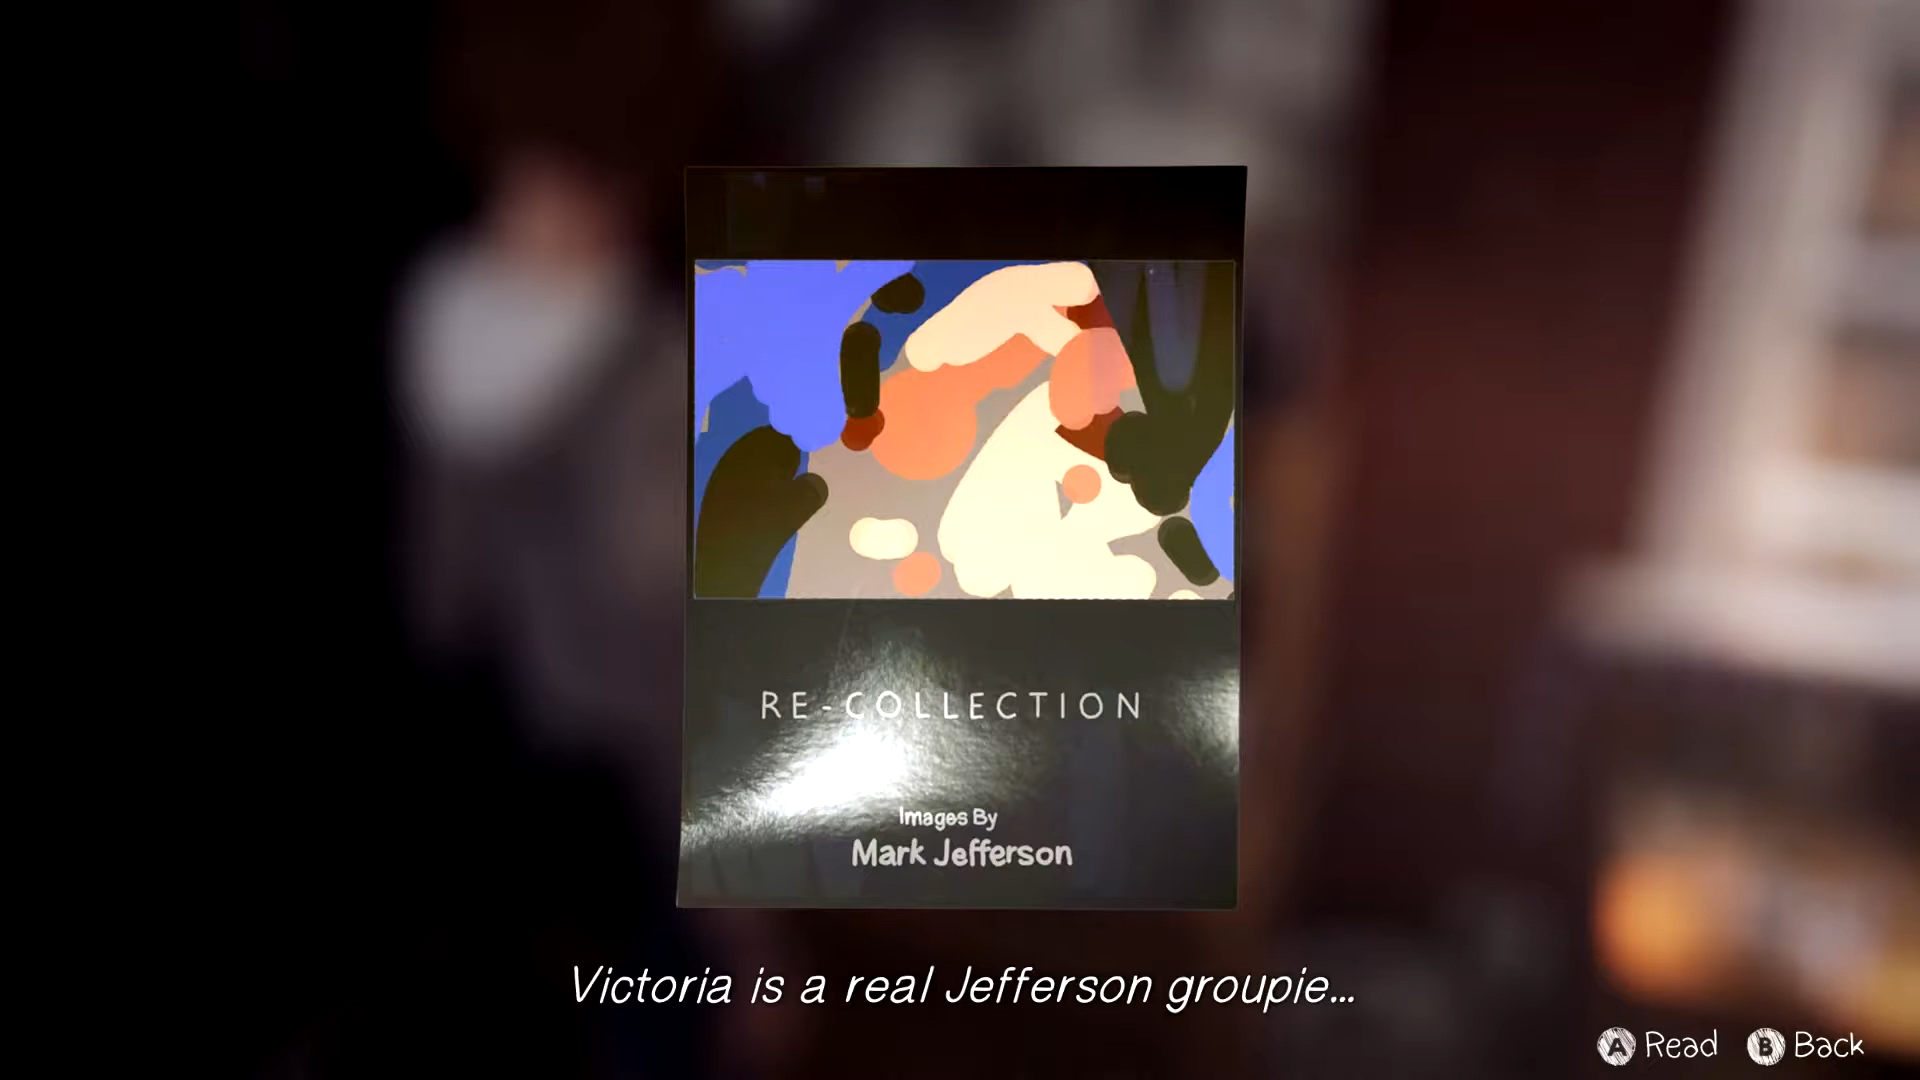 RE-COLLECTION
Images By
Mark Jefferson
Victoria is a real Jefferson groupie...
A Read B Back